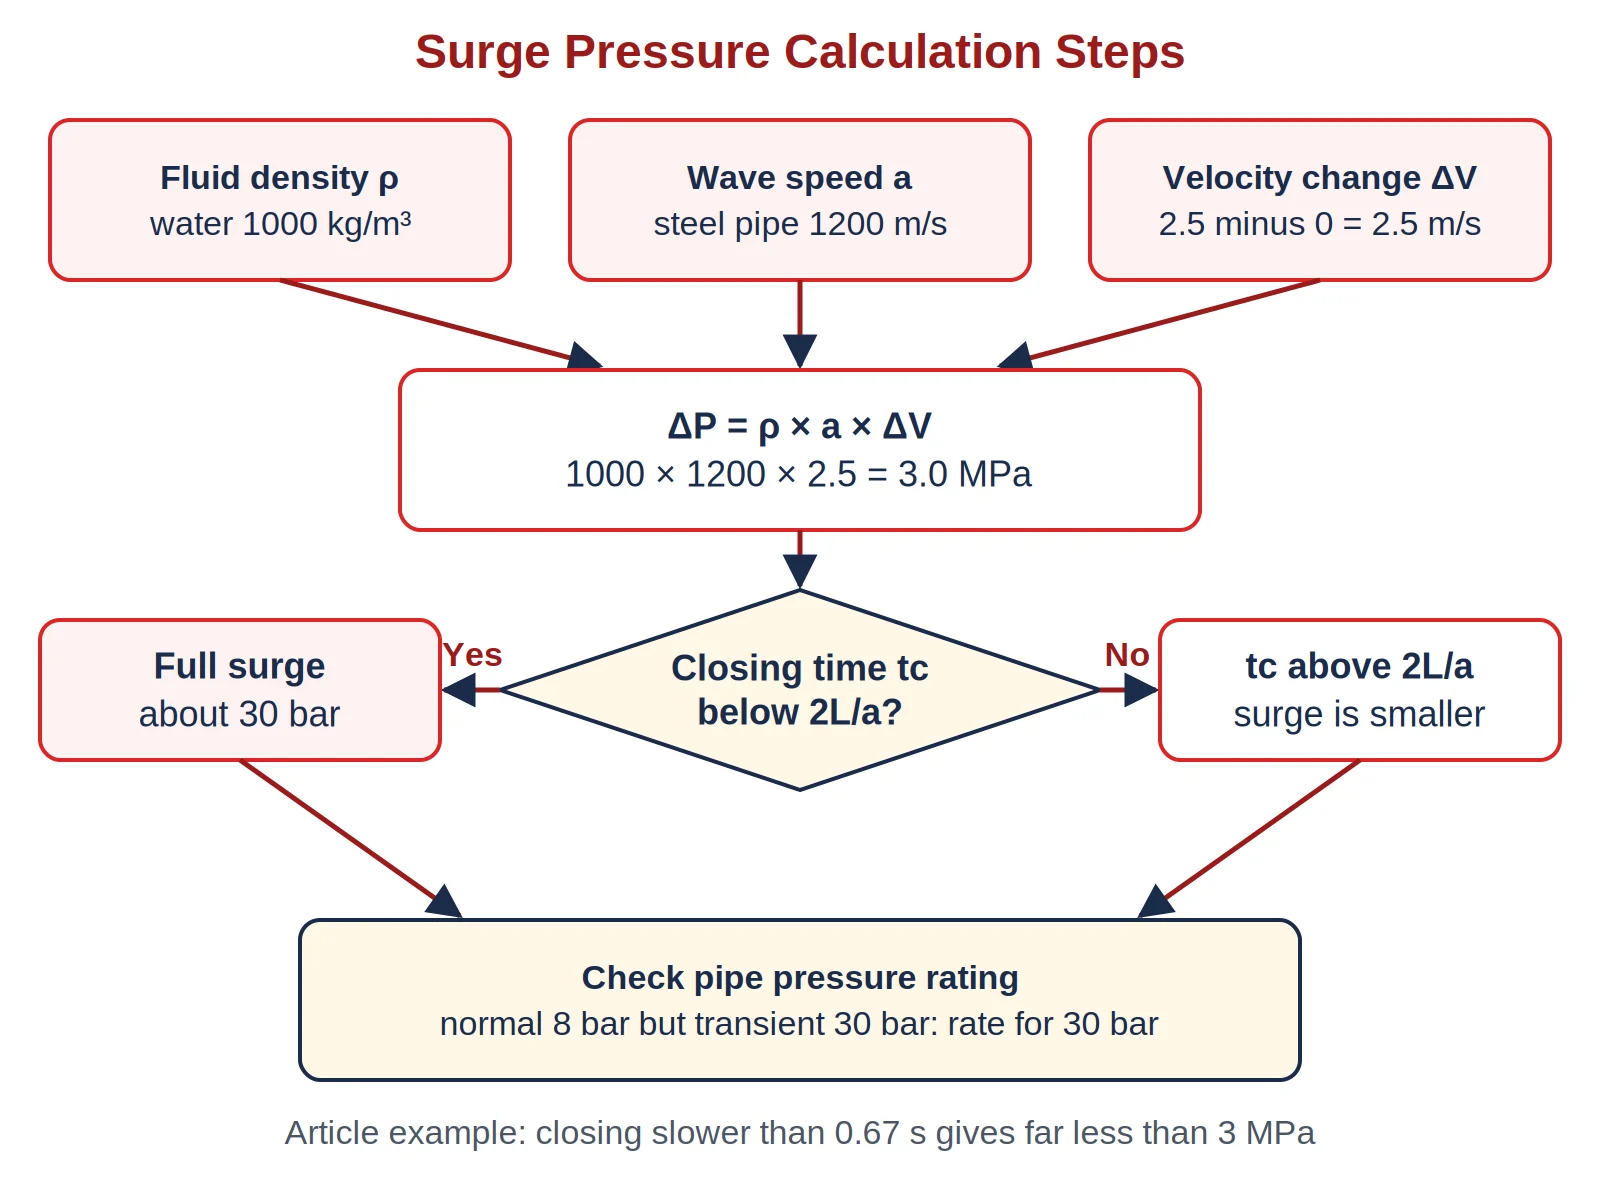 Surge Pressure Calculation Steps
Fluid density ρ
water 1000 kg/m³
Wave speed a
steel pipe 1200 m/s
Velocity change ΔV
2.5 minus 0 = 2.5 m/s
ΔP = ρ × a × ΔV
1000 × 1200 × 2.5 = 3.0 MPa
Closing time tc
below 2L/a?
Yes
Full surge
about 30 bar
No
tc above 2L/a
surge is smaller
Check pipe pressure rating
normal 8 bar but transient 30 bar: rate for 30 bar
Article example: closing slower than 0.67 s gives far less than 3 MPa